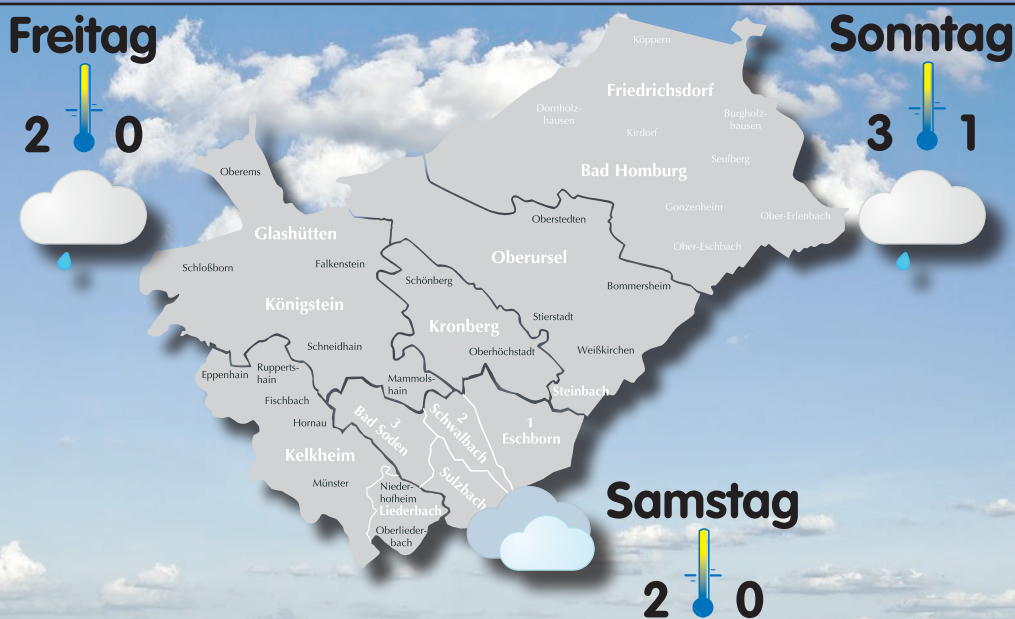 Freitag
2 0
Sonntag
3 1
Köppern
Friedrichsdorf
Dornholz-
hausen
Burgholz-
hausen
Kirdorf
Seulberg
Bad Homburg
Oberems
Gonzenheim
Ober-Erlenbach
Oberstedten
Ober-Eschbach
Glashütten
Oberursel
Schloßborn
Falkenstein
Schönberg
Bommersheim
Königstein
Stierstadt
Kronberg
Schneidhain
Oberhöchstadt
Weißkirchen
Eppenhain
Rupperts-
hain
Mammols-
hain
Steinbach
Fischbach
Hornau
3
Bad Soden
2
Schwalbach
1
Eschborn
Kelkheim
Münster
Sulzbach
Nieder-
hofheim
Liederbach
Oberlieder-
bach
Samstag
2 0